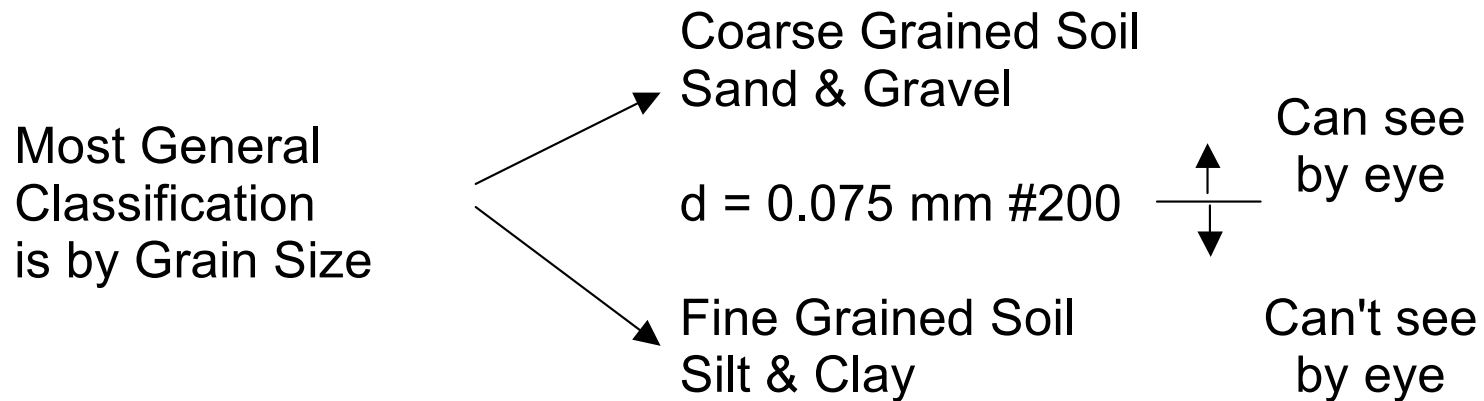 Most General
Classification
is by Grain Size
Coarse Grained Soil
Sand & Gravel
d = 0.075 mm #200
Fine Grained Soil
Silt & Clay
Can see
by eye
Can't see
by eye